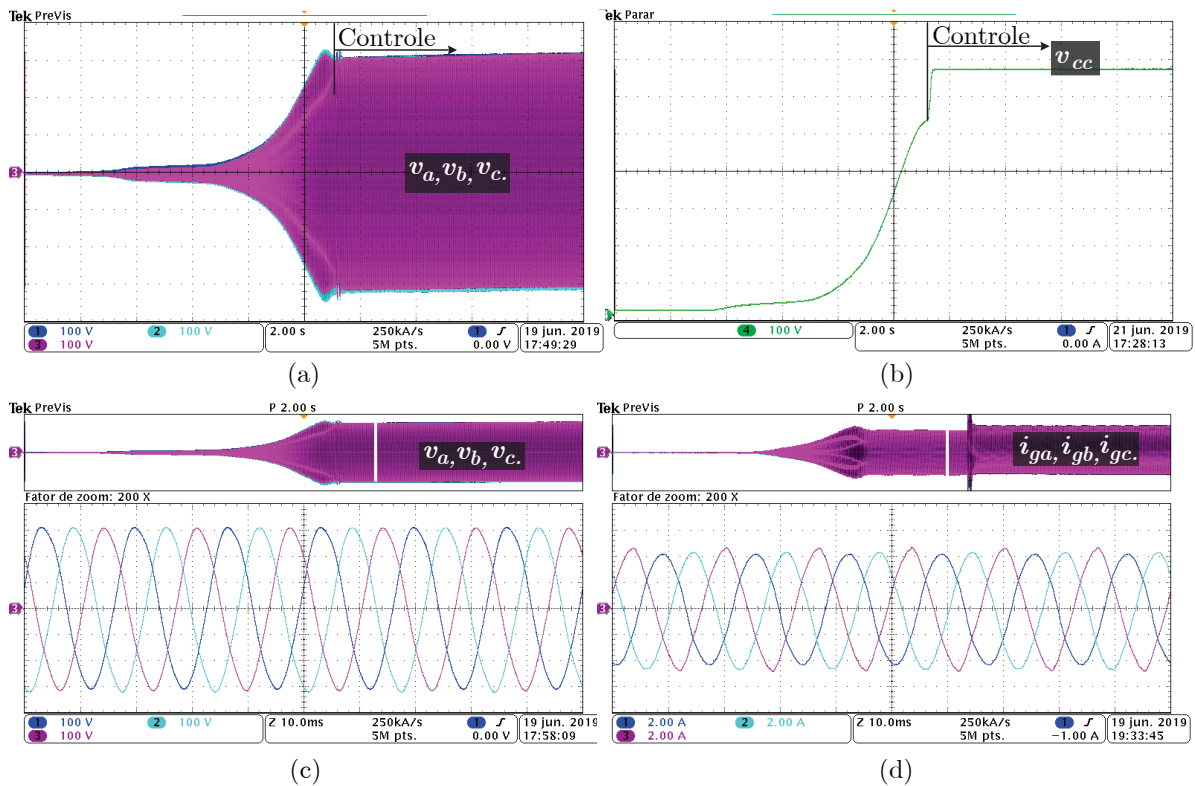 Tek PreVis
Controle
va,vb,vc.
3
1 100 V 2 100 V
3 100 V
2.00 s 250kA/s 1
5M pts. 0.00 V
19 jun. 2019
17:49:29
(a)
Tek Parar
Controle
vcc
4 100 V
2.00 s 250kA/s 1
5M pts. 0.00 A
21 jun. 2019
17:28:13
(b)
Tek PreVis P 2.00 s
3
va,vb,vc.
Fator de zoom: 200 X
3
1 100 V 2 100 V
3 100 V
Z 10.0ms 250kA/s 1
5M pts. 0.00 V
19 jun. 2019
17:58:09
(c)
Tek PreVis P 2.00 s
3
iga,igb,igc.
Fator de zoom: 200 X
3
1 2.00 A 2 2.00 A
3 2.00 A
Z 10.0ms 250kA/s 1
5M pts. −1.00 A
19 jun. 2019
19:33:45
(d)